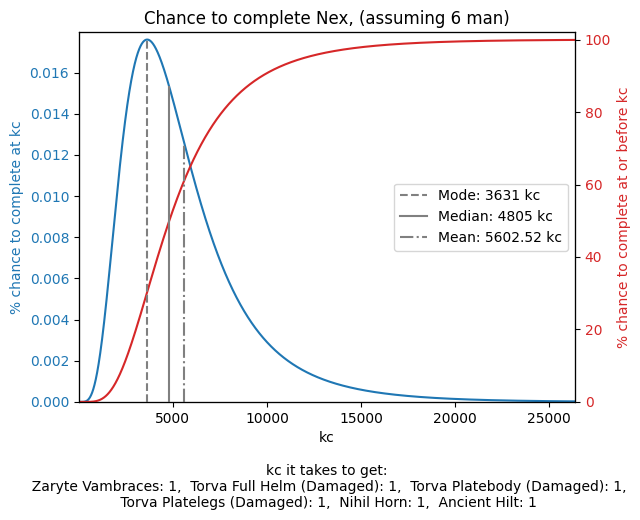 Chance to complete Nex, (assuming 6 man)
% chance to complete at kc
0.016
0.014
0.012
0.010
0.008
0.006
0.004
0.002
0.000
100
80
60
40
20
0
% chance to complete at or before kc
Mode: 3631 kc
Median: 4805 kc
Mean: 5602.52 kc
5000 10000 15000 20000 25000
kc
kc it takes to get:
Zaryte Vambraces: 1, Torva Full Helm (Damaged): 1, Torva Platebody (Damaged): 1,
Torva Platelegs (Damaged): 1, Nihil Horn: 1, Ancient Hilt: 1